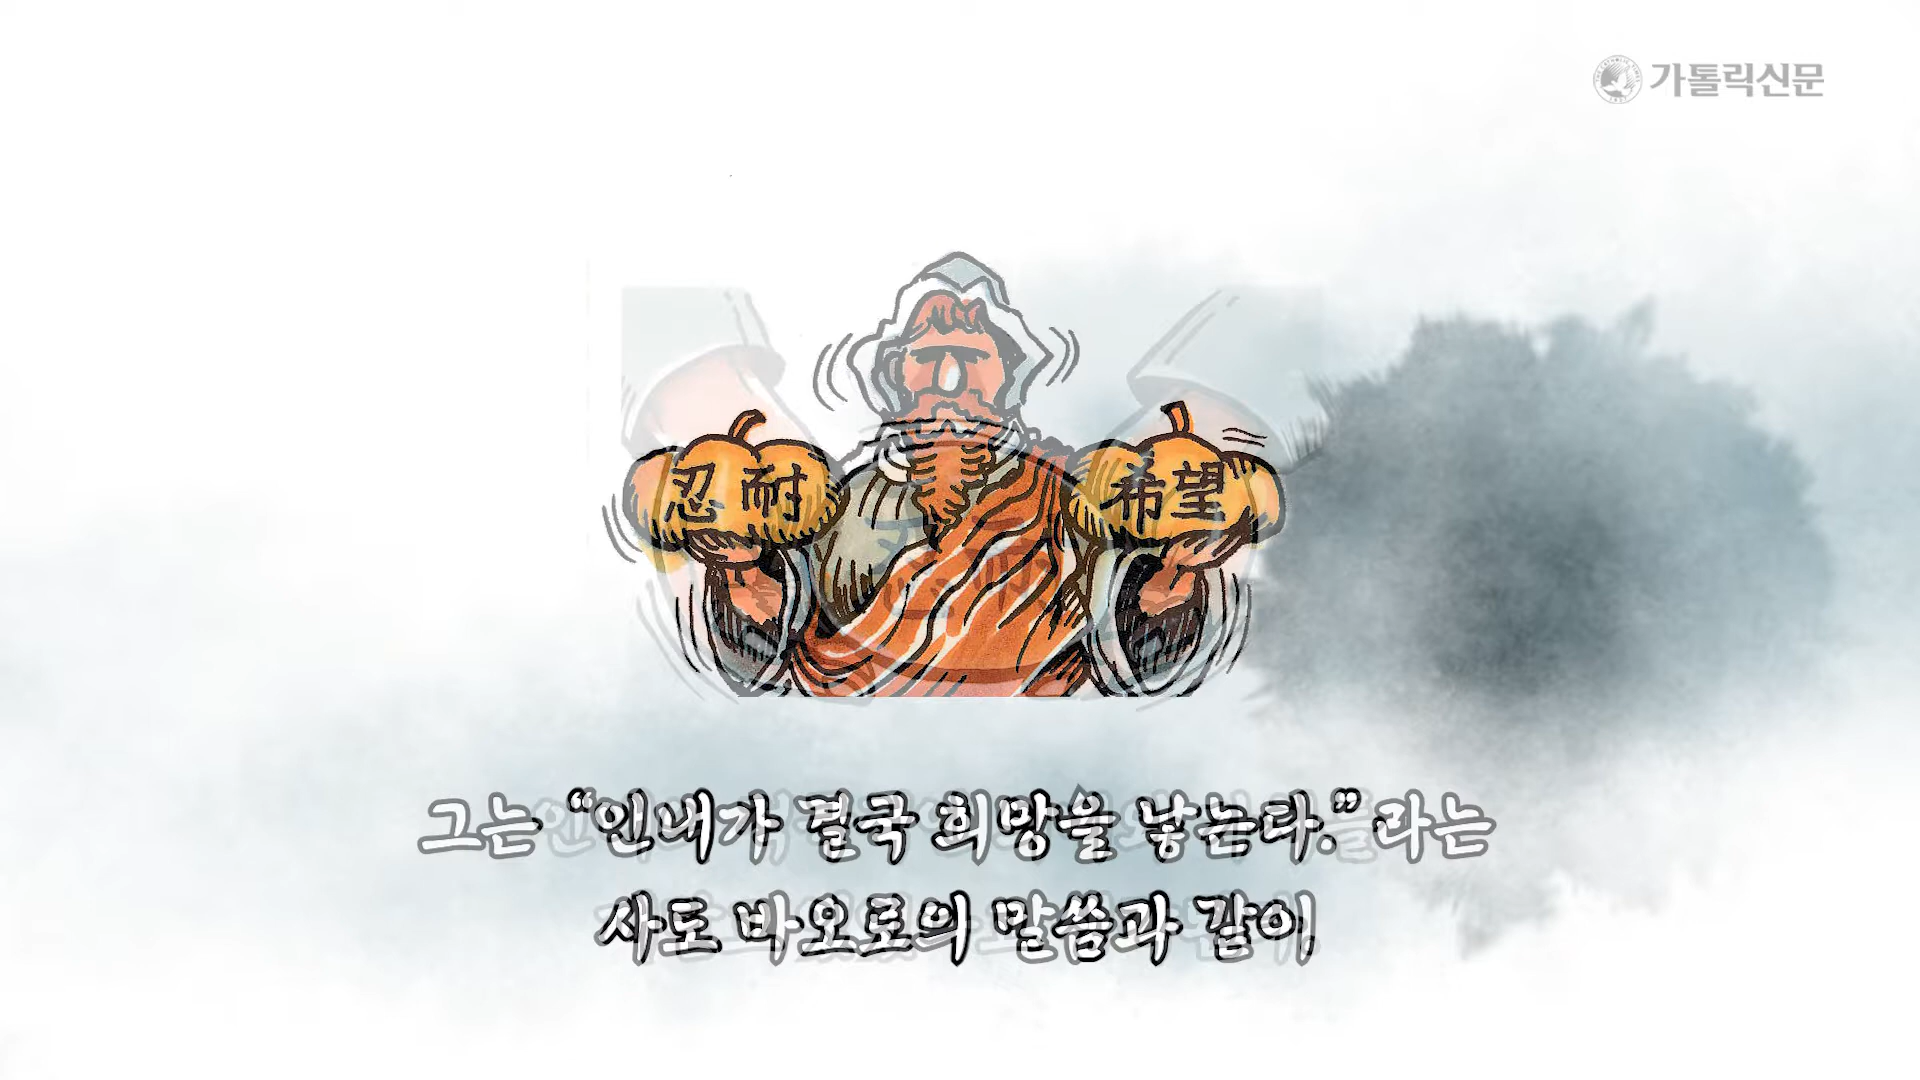 가톨릭신문
忍耐
希望
그는 “인내가 결국 희망을 낳는다.” 라는
사도 바오로의 말씀과 같이